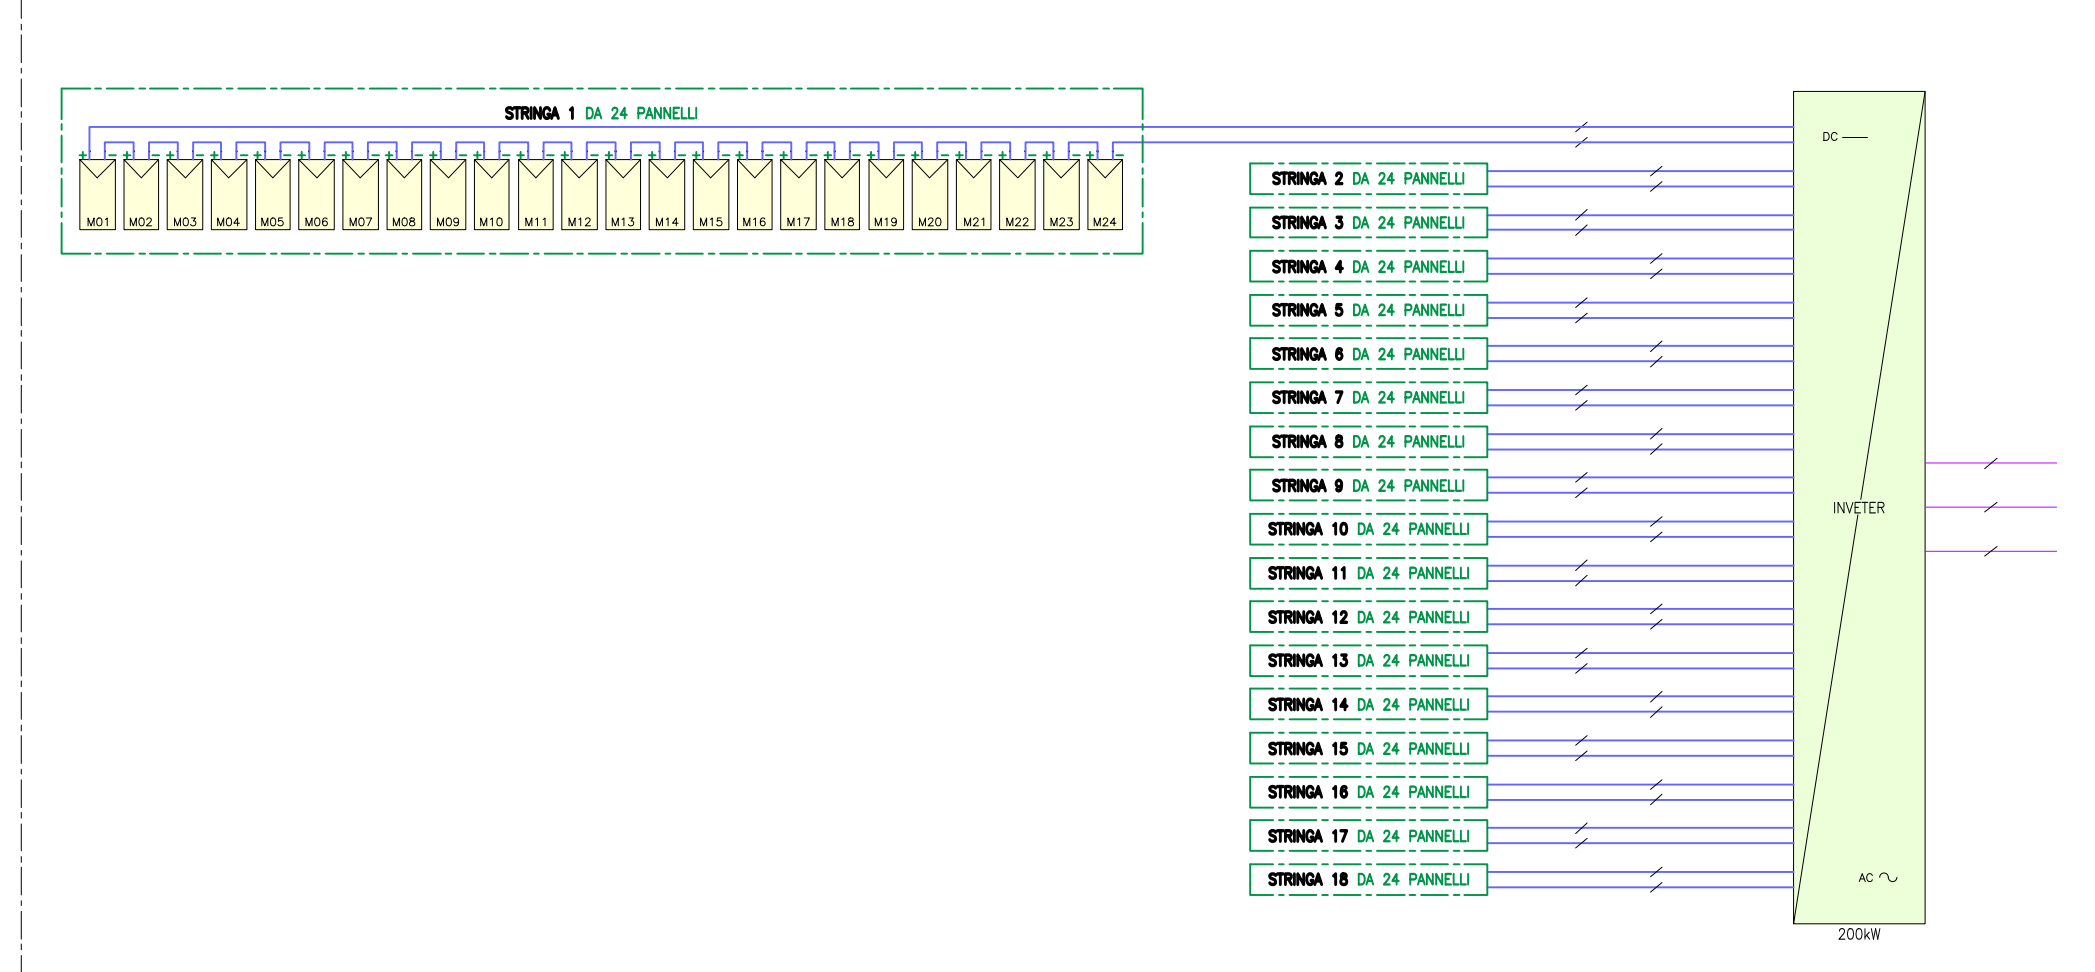 STRINGA 1 DA 24 PANNELLI
DC
+ - + - + - + - + - + - + - + - + - + - + - + - + - + - + - + - + - + - + - + - + - + - + - + -
M01 M02 M03 M04 M05 M06 M07 M08 M09 M10 M11 M12 M13 M14 M15 M16 M17 M18 M19 M20 M21 M22 M23 M24
STRINGA 2 DA 24 PANNELLI
STRINGA 3 DA 24 PANNELLI
STRINGA 4 DA 24 PANNELLI
STRINGA 5 DA 24 PANNELLI
STRINGA 6 DA 24 PANNELLI
STRINGA 7 DA 24 PANNELLI
STRINGA 8 DA 24 PANNELLI
STRINGA 9 DA 24 PANNELLI
INVETER
STRINGA 10 DA 24 PANNELLI
STRINGA 11 DA 24 PANNELLI
STRINGA 12 DA 24 PANNELLI
STRINGA 13 DA 24 PANNELLI
STRINGA 14 DA 24 PANNELLI
STRINGA 15 DA 24 PANNELLI
STRINGA 16 DA 24 PANNELLI
STRINGA 17 DA 24 PANNELLI
STRINGA 18 DA 24 PANNELLI
AC
200kW